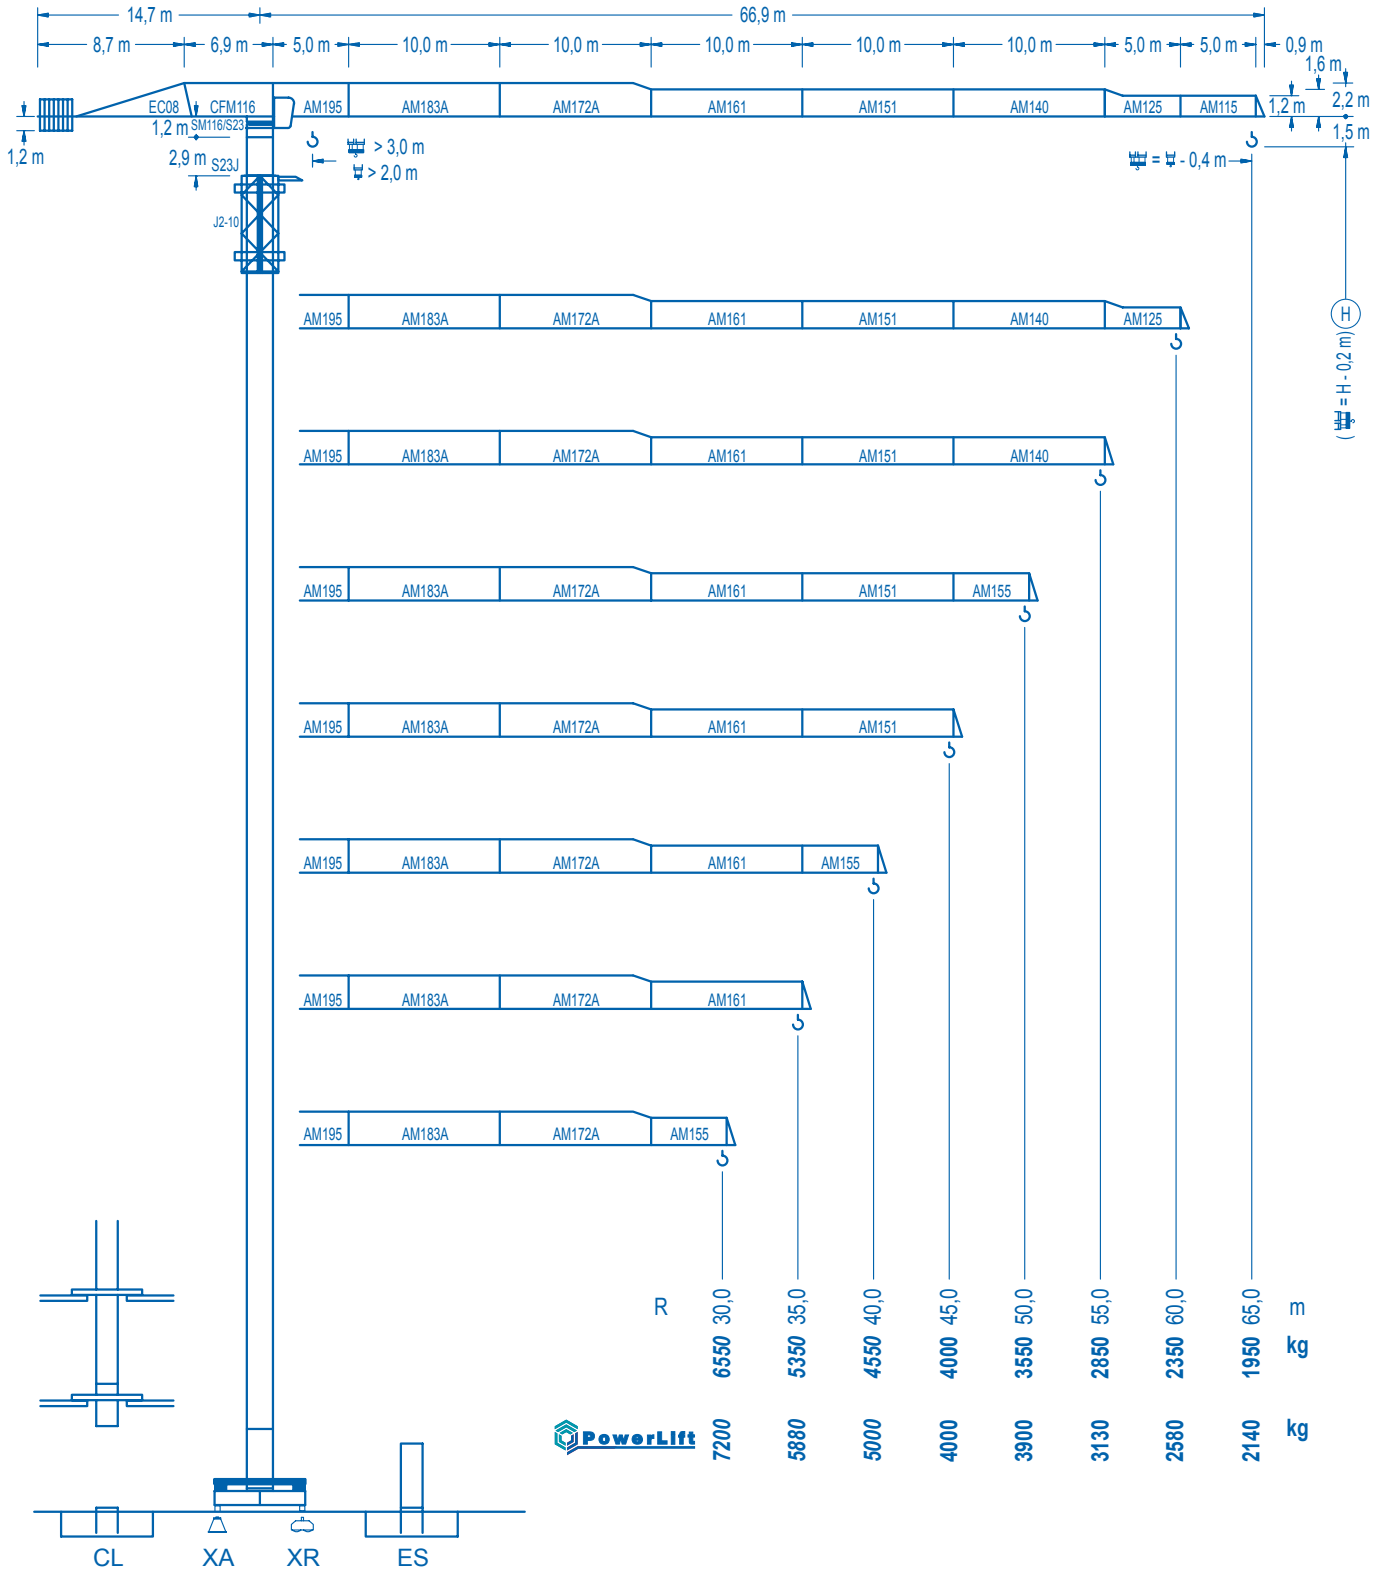 14,7 m 66,9 m
8,7 m 6,9 m 5,0 m 10,0 m 10,0 m 10,0 m 10,0 m 10,0 m 5,0 m 5,0 m 0,9 m
1,6 m
EC08 CFM116 AM195 AM183A AM172A AM161 AM151 AM140 AM125 AM115 1,2 m 2,2 m
1,2 m SM116/S23 1,5 m
1,2 m 2,9 m S23J > 3,0 m = - 0,4 m
> 2,0 m
J2-10
H
( = H - 0,2 m)
AM195 AM183A AM172A AM161 AM151 AM140 AM125
AM195 AM183A AM172A AM161 AM151 AM140
AM195 AM183A AM172A AM161 AM151 AM155
AM195 AM183A AM172A AM161 AM151
AM195 AM183A AM172A AM161 AM155
AM195 AM183A AM172A AM161
AM195 AM183A AM172A AM155
R 30,0 35,0 40,0 45,0 50,0 55,0 60,0 65,0 m
6550 5350 4550 4000 3550 2850 2350 1950 kg
PowerLift 7200 5880 5000 4000 3900 3130 2580 2140 kg
CL XA XR ES